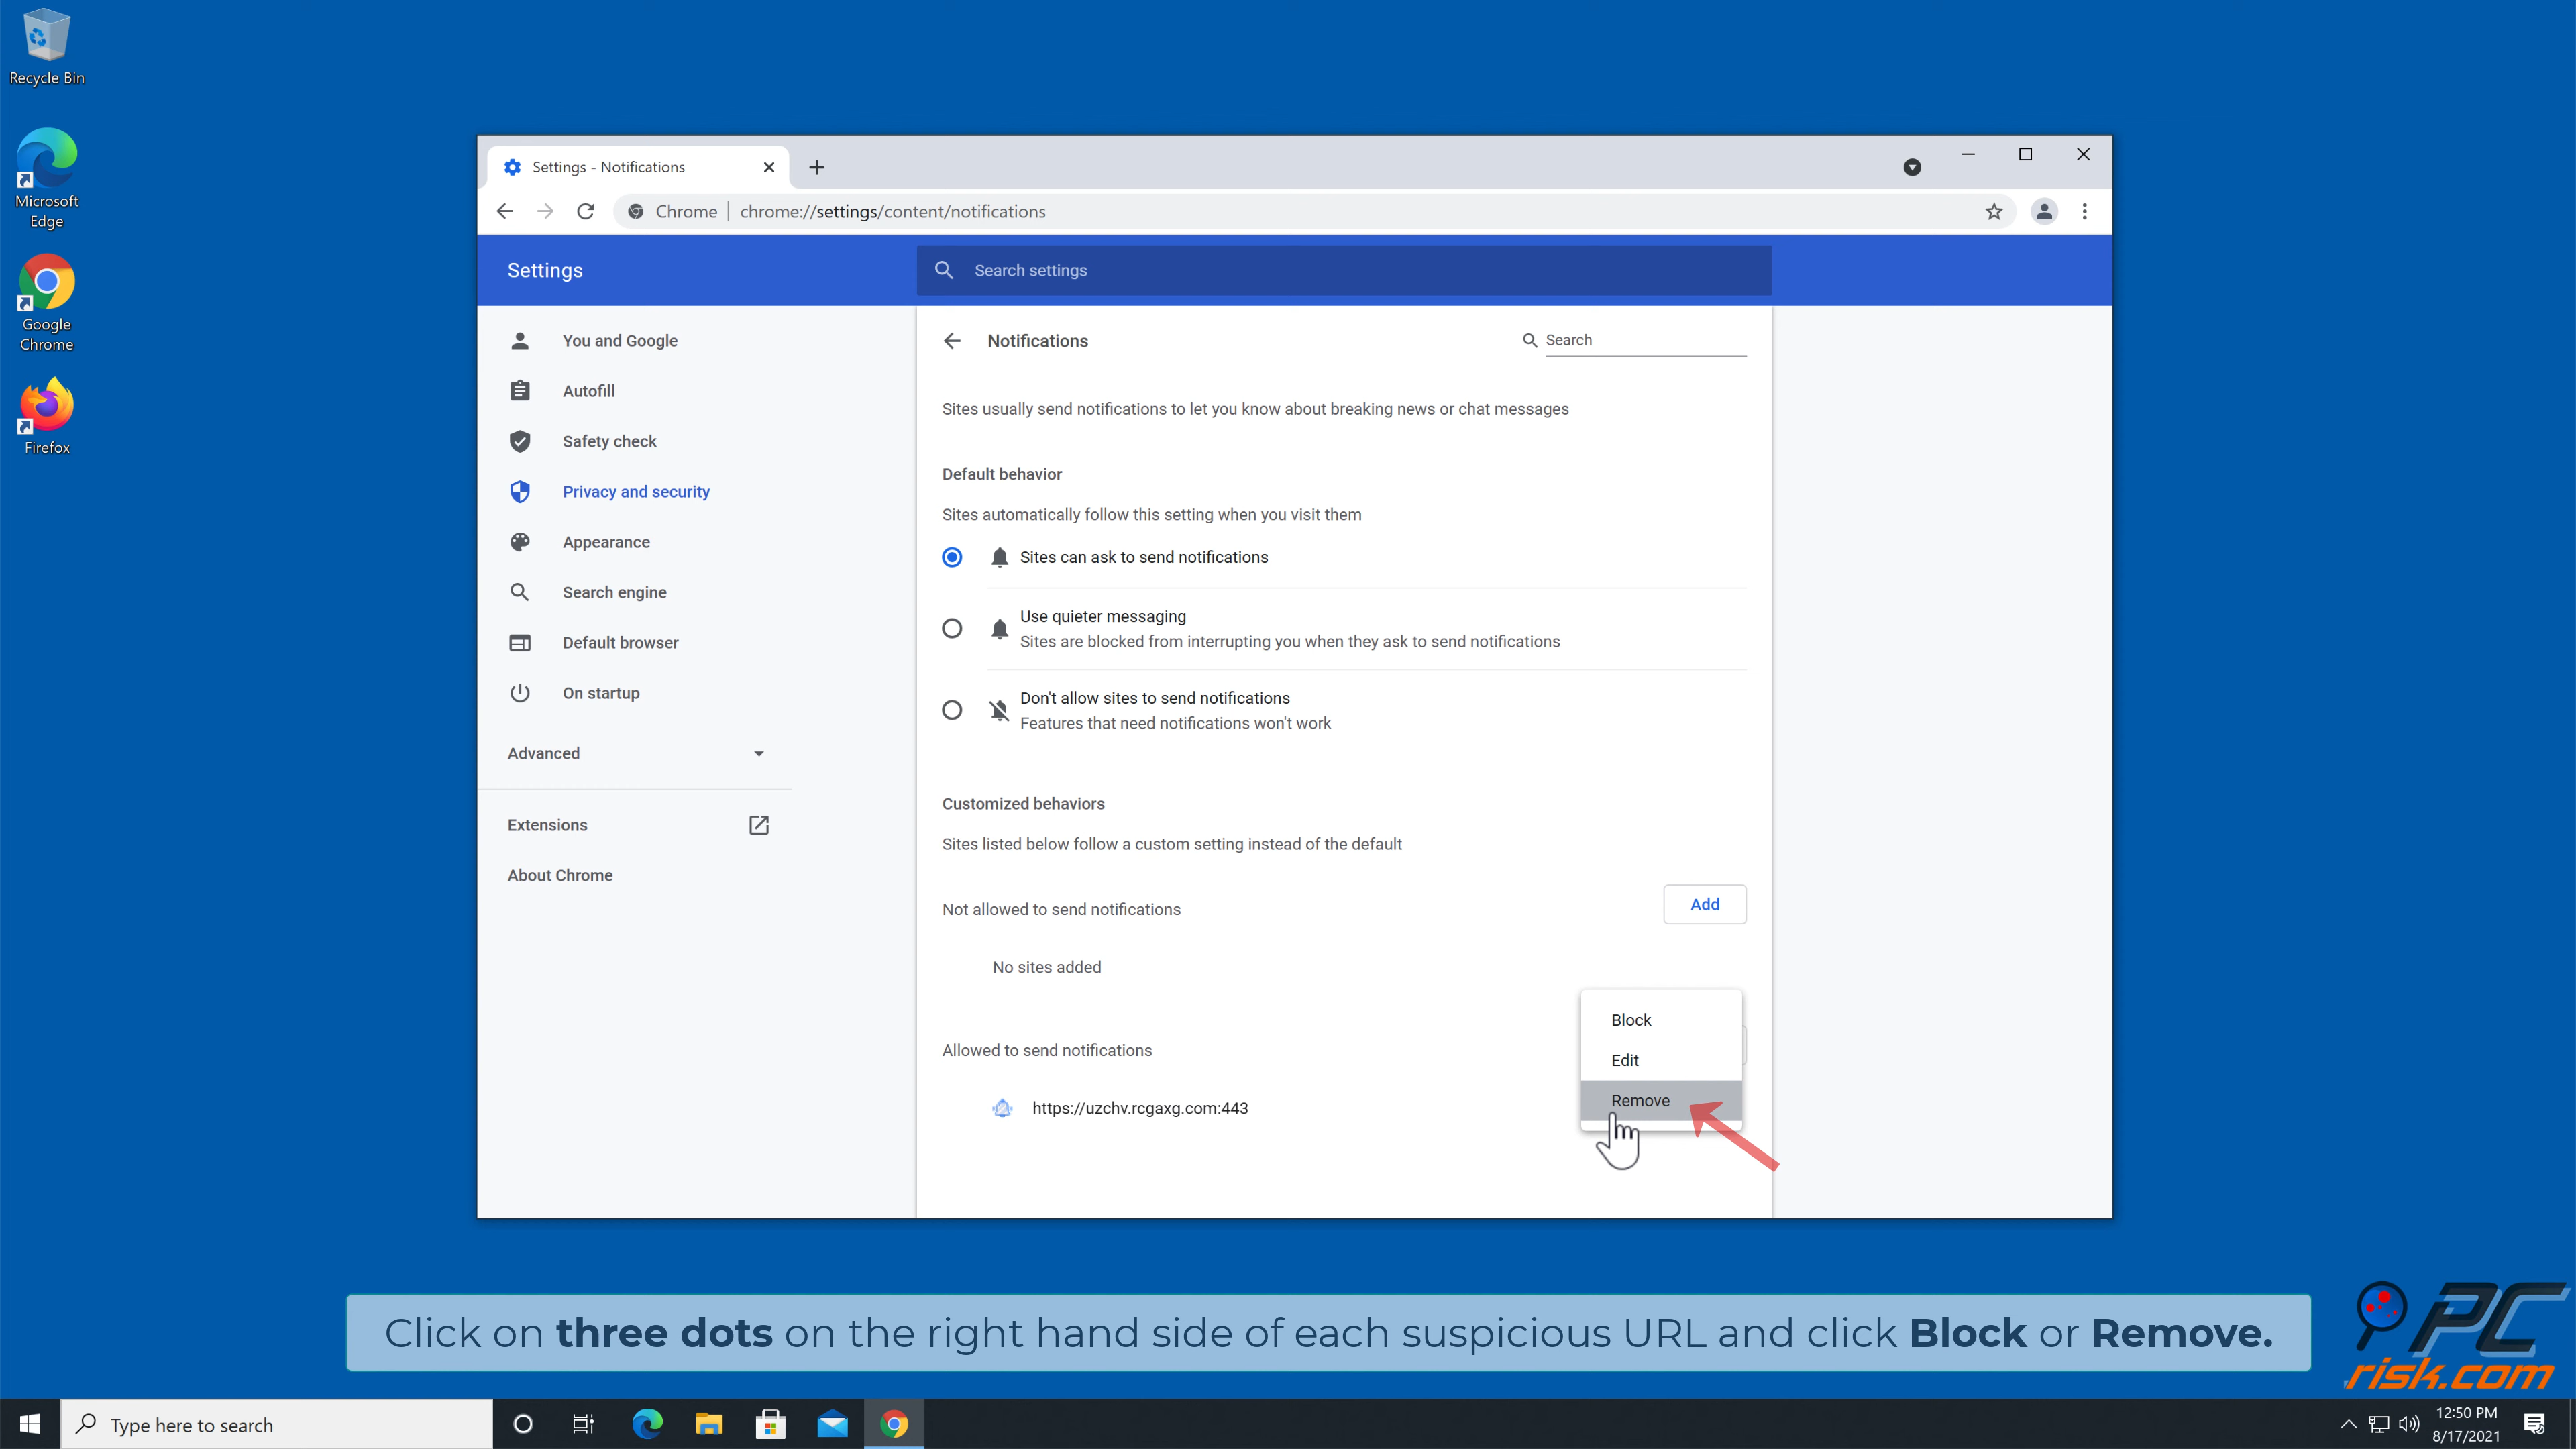 Recycle Bin
Microsoft
Edge
Google
Chrome
Firefox
Settings - Notifications
Chrome
chrome://settings/content/notifications
Settings
Search settings
You and Google
Autofill
Safety check
Privacy and security
Appearance
Search engine
Default browser
On startup
Advanced
Extensions
About Chrome
Notifications
Search
Sites usually send notifications to let you know about breaking news or chat messages
Default behavior
Sites automatically follow this setting when you visit them
Sites can ask to send notifications
Use quieter messaging
Sites are blocked from interrupting you when they ask to send notifications
Don't allow sites to send notifications
Features that need notifications won't work
Customized behaviors
Sites listed below follow a custom setting instead of the default
Not allowed to send notifications
Add
No sites added
Allowed to send notifications
https://uzchv.rcgaxg.com:443
Block
Edit
Remove
Click on three dots on the right hand side of each suspicious URL and click Block or Remove.
PC
risk.com
Type here to search
12:50 PM
8/17/2021